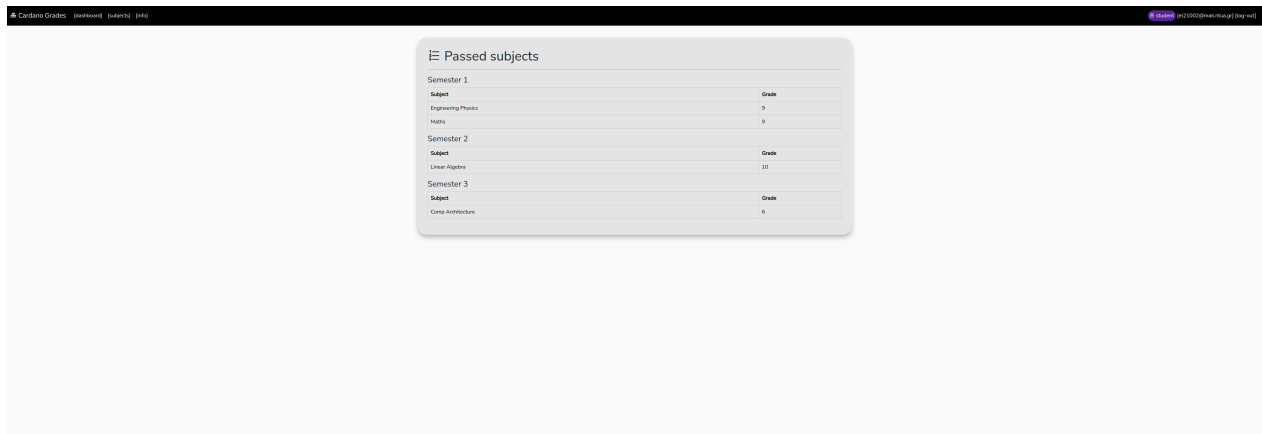 Cardano Grades [dashboard] [subjects] [info] student [el21002@mail.ntua.gr] [log-out]
Passed subjects
Semester 1
Subject Grade
Engineering Physics 9
Maths 9
Semester 2
Subject Grade
Linear Algebra 10
Semester 3
Subject Grade
Comp Architecture